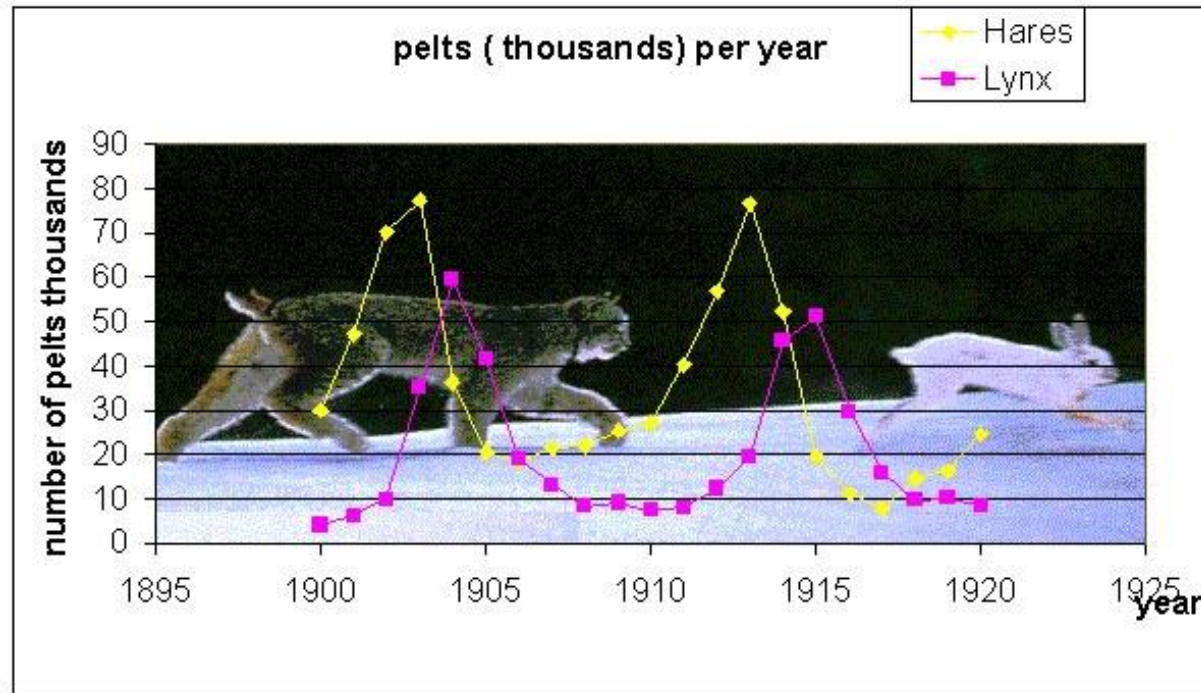 pelts ( thousands) per year
Hares
Lynx
number of pelts thousands
90
80
70
60
50
40
30
20
10
0
1895 1900 1905 1910 1915 1920 1925
year